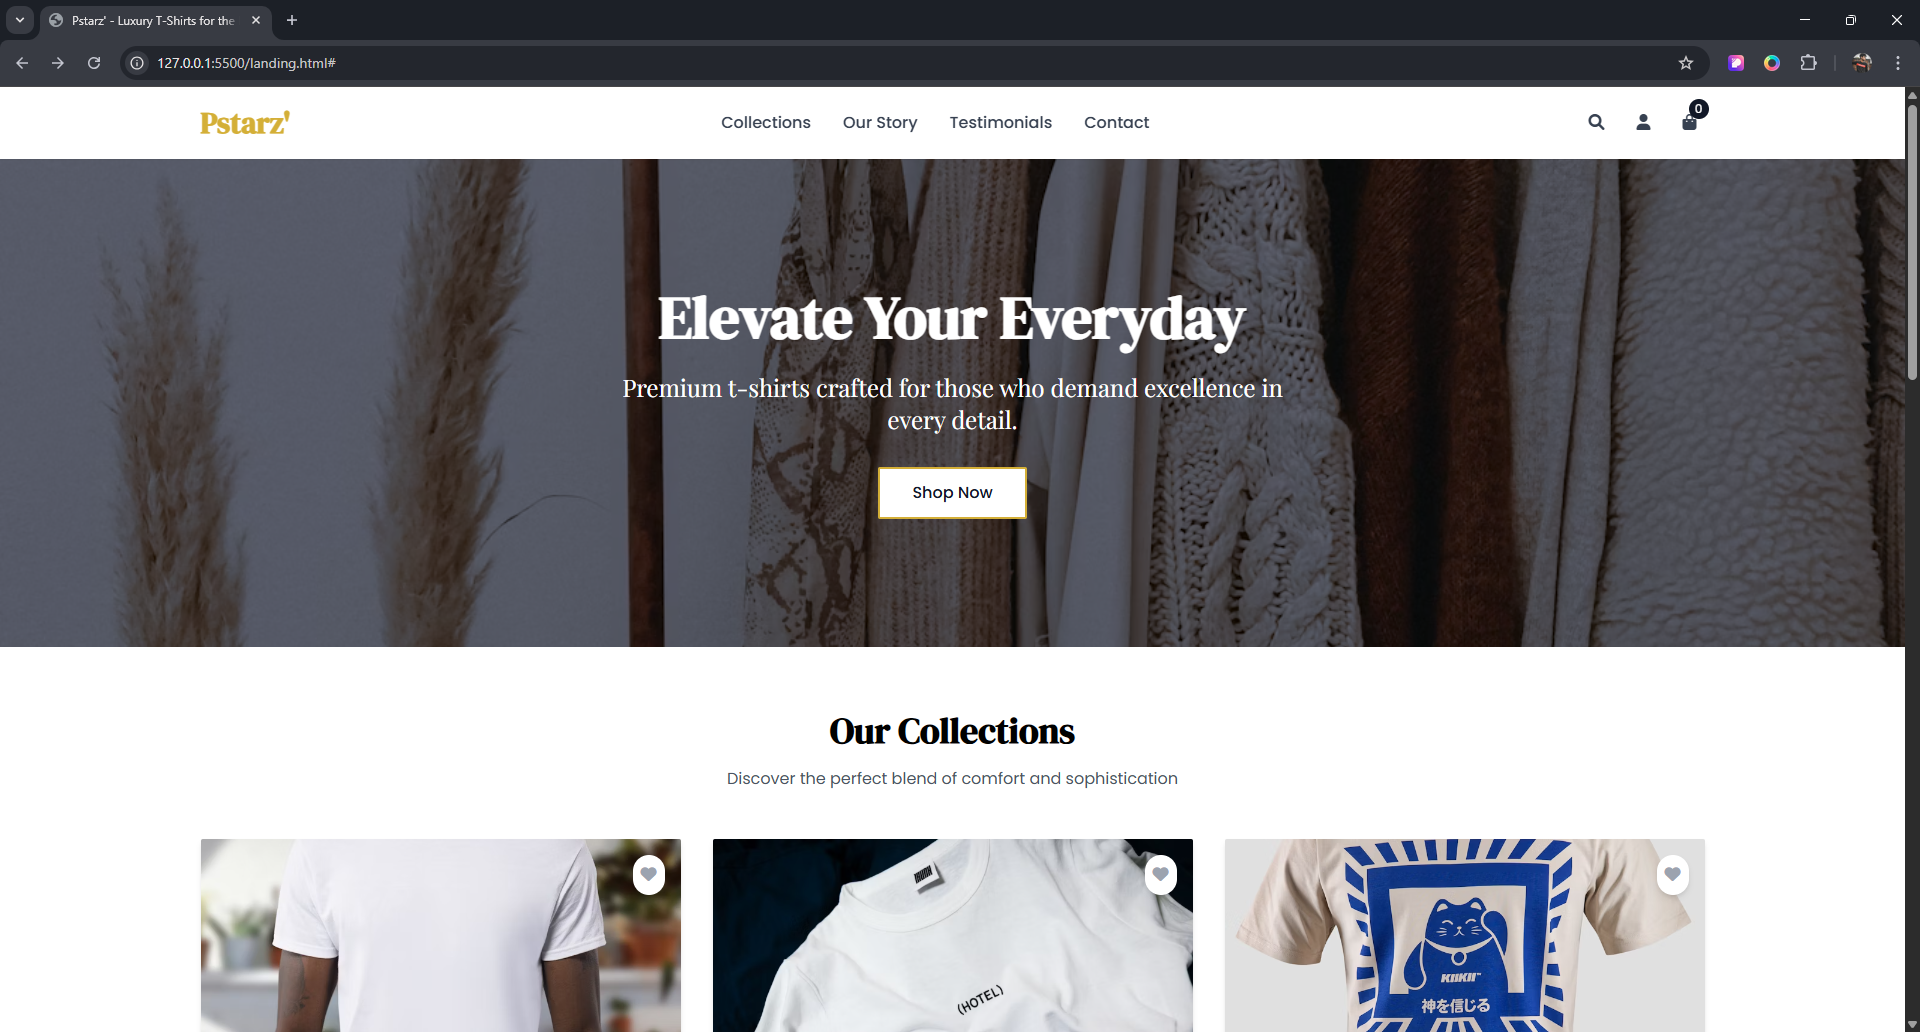 Pstarz' - Luxury T-Shirts for the
127.0.0.1:5500/landing.html#
Pstarz'
Collections
Our Story
Testimonials
Contact
0
Elevate Your Everyday
Premium t-shirts crafted for those who demand excellence in
every detail.
Shop Now
Our Collections
Discover the perfect blend of comfort and sophistication
(HOTEL)
KIIKII™
神を信じる